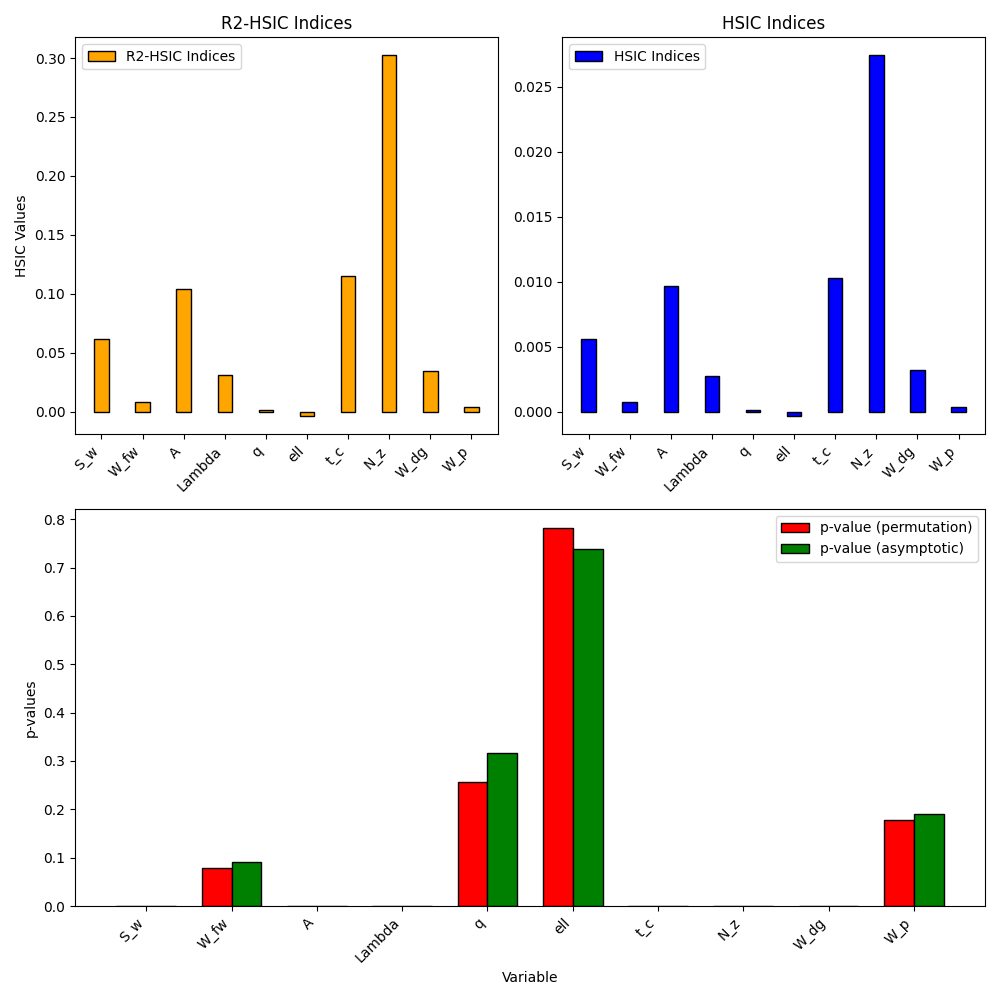 R2-HSIC Indices
HSIC Values
0.30
0.25
0.20
0.15
0.10
0.05
0.00
R2-HSIC Indices
S_w W_fw A Lambda q ell t_c N_z W_dg W_p
HSIC Indices
0.025
0.020
0.015
0.010
0.005
0.000
HSIC Indices
S_w W_fw A Lambda q ell t_c N_z W_dg W_p
p-values
0.8
0.7
0.6
0.5
0.4
0.3
0.2
0.1
0.0
p-value (permutation)
p-value (asymptotic)
S_w W_fw A Lambda q ell t_c N_z W_dg W_p
Variable